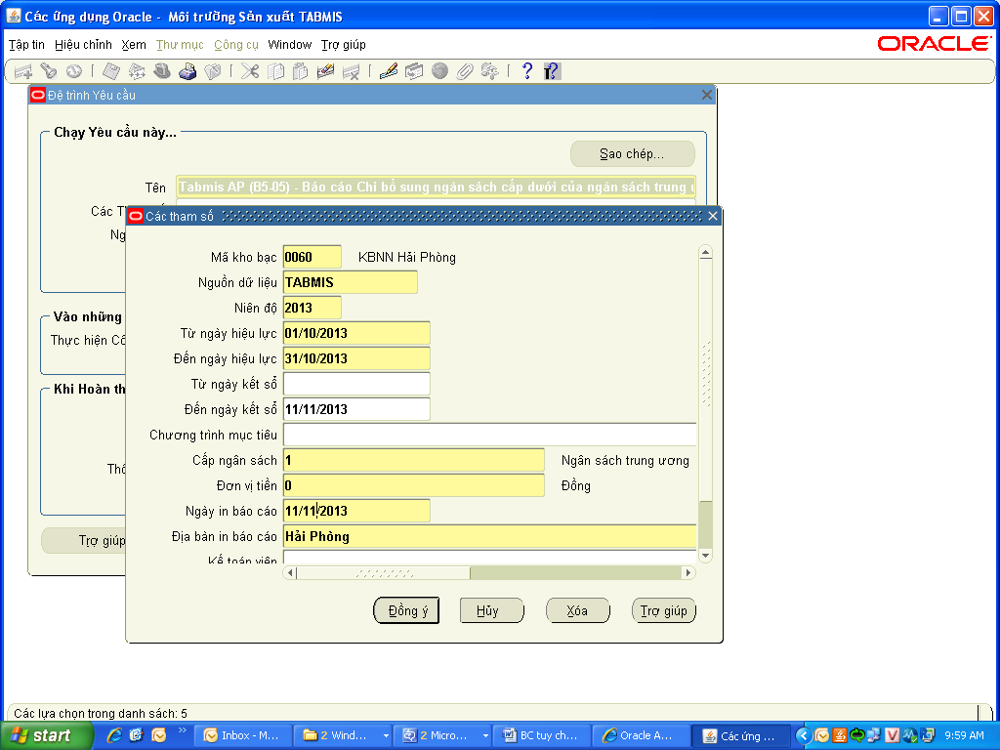 Các ứng dụng Oracle - Môi trường Sản xuất TABMIS
Tập tin Hiệu chỉnh Xem Thư mục Công cụ Window Trợ giúp
ORACLE
Đệ trình Yêu cầu
Chạy Yêu cầu này...
Sao chép...
Tên Tabmis AP (B5-05) - Báo cáo Chi bổ sung ngân sách cấp dưới của ngân sách trung
Các
Các tham số
Mã kho bạc 0060 KBNN Hải Phòng
Nguồn dữ liệu TABMIS
Niên độ 2013
Từ ngày hiệu lực 01/10/2013
Vào những
Đến ngày hiệu lực 31/10/2013
Thực hiện
Từ ngày kết sổ
Khi Hoàn
Đến ngày kết sổ 11/11/2013
Chương trình mục tiêu
Cấp ngân sách 1 Ngân sách trung ương
Đơn vị tiền 0 Đồng
Ngày in báo cáo 11/11/2013
Địa bàn in báo cáo Hải Phòng
Trợ giúp
Kế toán viên
Đồng ý Hủy Xóa Trợ giúp
Các lựa chọn trong danh sách: 5
start Inbox - M... 2 Wind... 2 Micro... BC tuy ch... Oracle A... Các ứng ... 9:59 AM